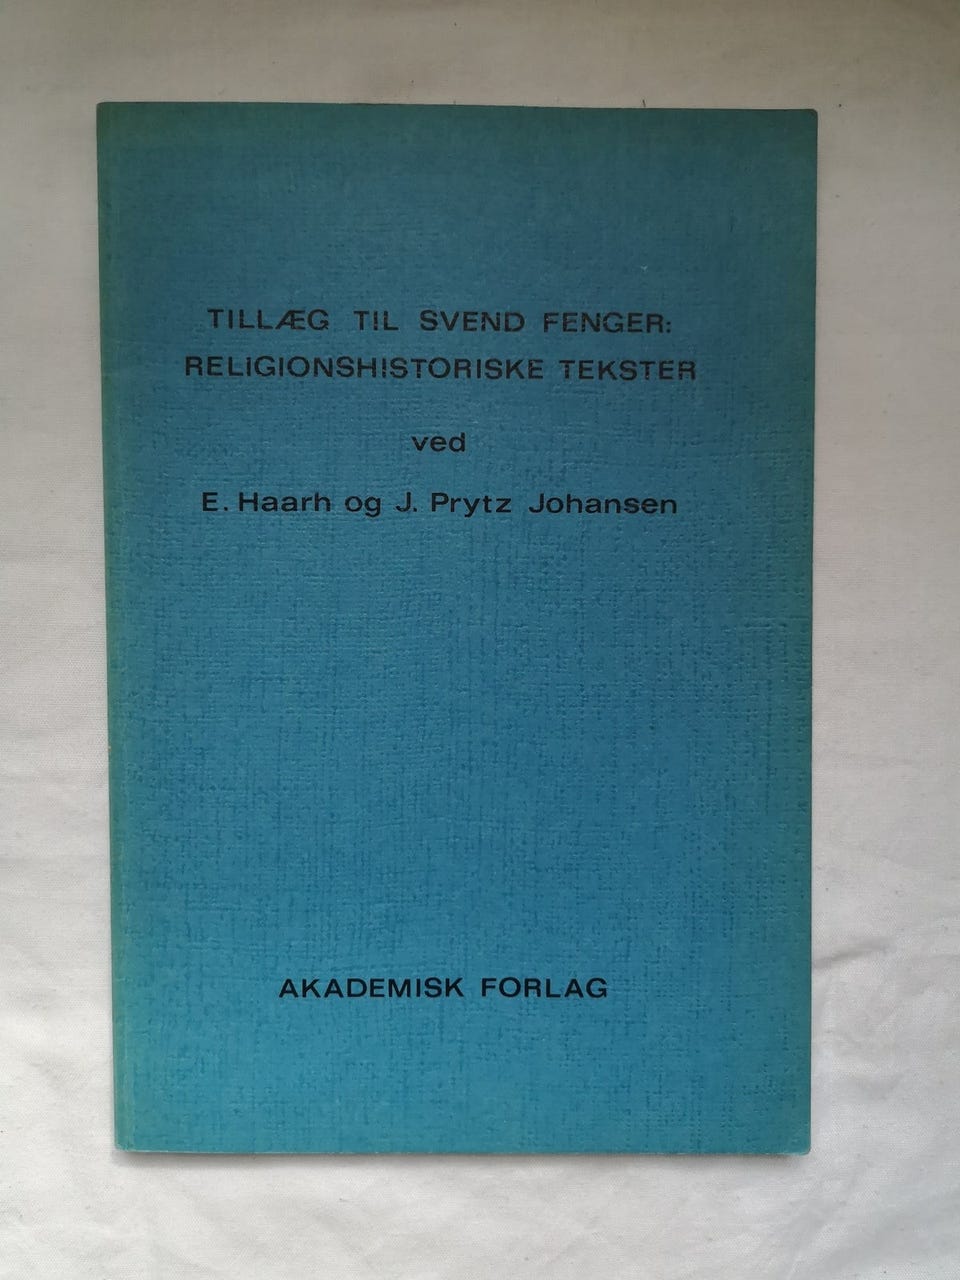 TILLÆG TIL SVEND FENGER:
RELIGIONSHISTORISKE TEKSTER
ved
E. Haarh og J. Prytz Johansen
AKADEMISK FORLAG